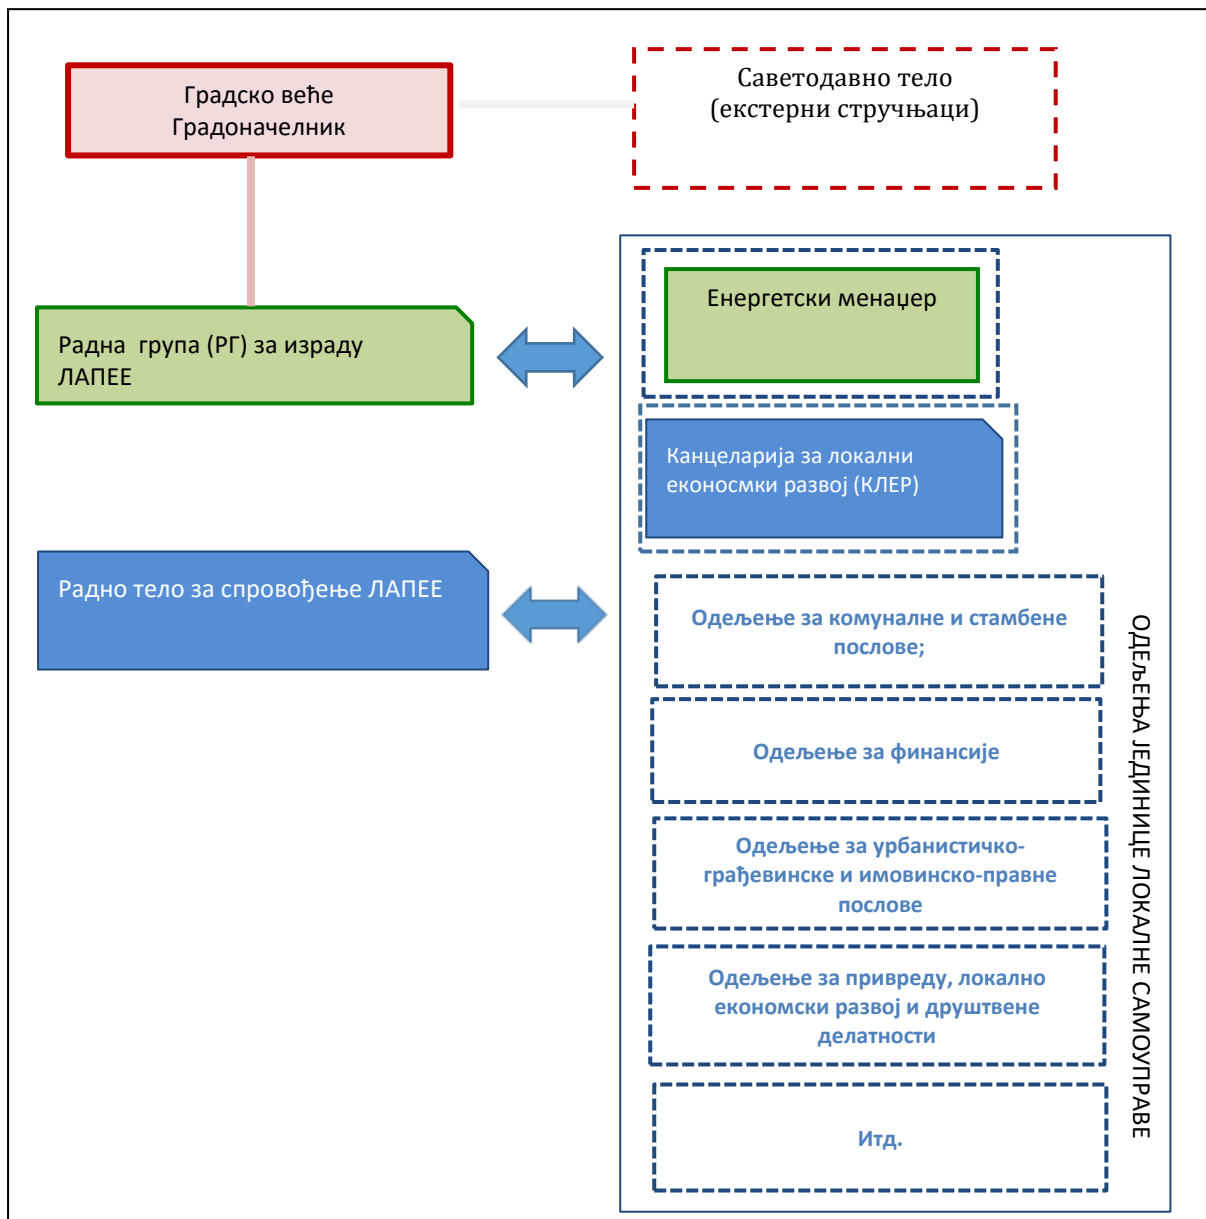 Градско веће
Градоначелник
Саветодавно тело
(екстерни стручњаци)
Радна група (РГ) за израду
ЛАПЕЕ
Енергетски менаџер
Канцеларија за локални
економски развој (КЛЕР)
Радно тело за спровођење ЛАПЕЕ
Одељење за комуналне и стамбене
послове;
Одељење за финансије
Одељење за урбанистичко-
грађевинске и имовинско-правне
послове
Одељење за привреду, локално
економски развој и друштвене
делатности
Итд.
ОДЕЉЕЊА ЈЕДИНИЦЕ ЛОКАЛНЕ САМОУПРАВЕ